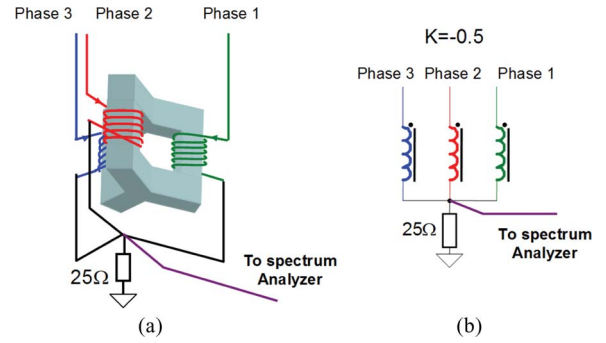 Phase 3 Phase 2 Phase 1
25Ω
To spectrum
Analyzer
(a)
K=-0.5
Phase 3 Phase 2 Phase 1
25Ω
To spectrum
Analyzer
(b)